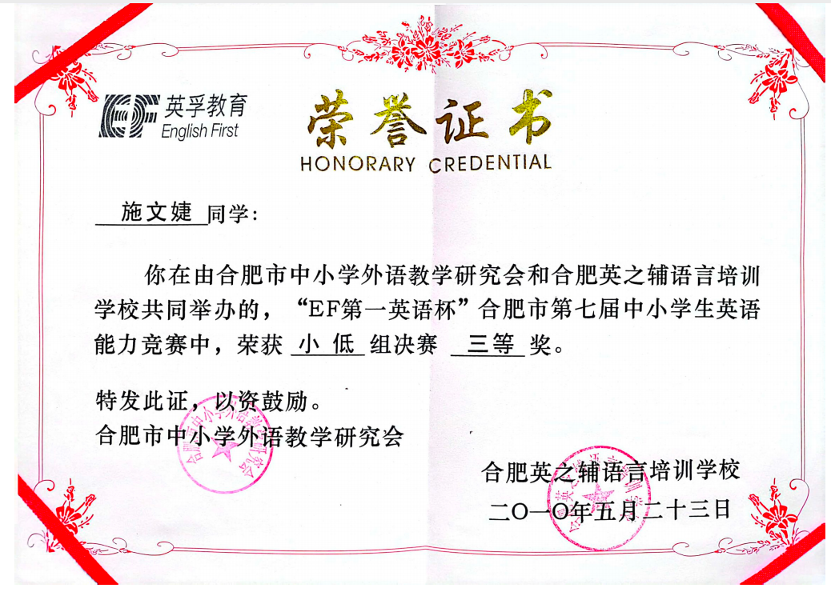 英孚教育
English First
荣誉证书
HONORARY CREDENTIAL
施文婕 同学：
你在由合肥市中小学外语教学研究会和合肥英之辅语言培训
学校共同举办的，“EF第一英语杯”合肥市第七届中小学生英语
能力竞赛中，荣获 小 低 组决赛 三等 奖。
特发此证，以资鼓励。
合肥市中小学外语教学研究会
合肥英之辅语言培训学校
二〇一〇年五月二十三日